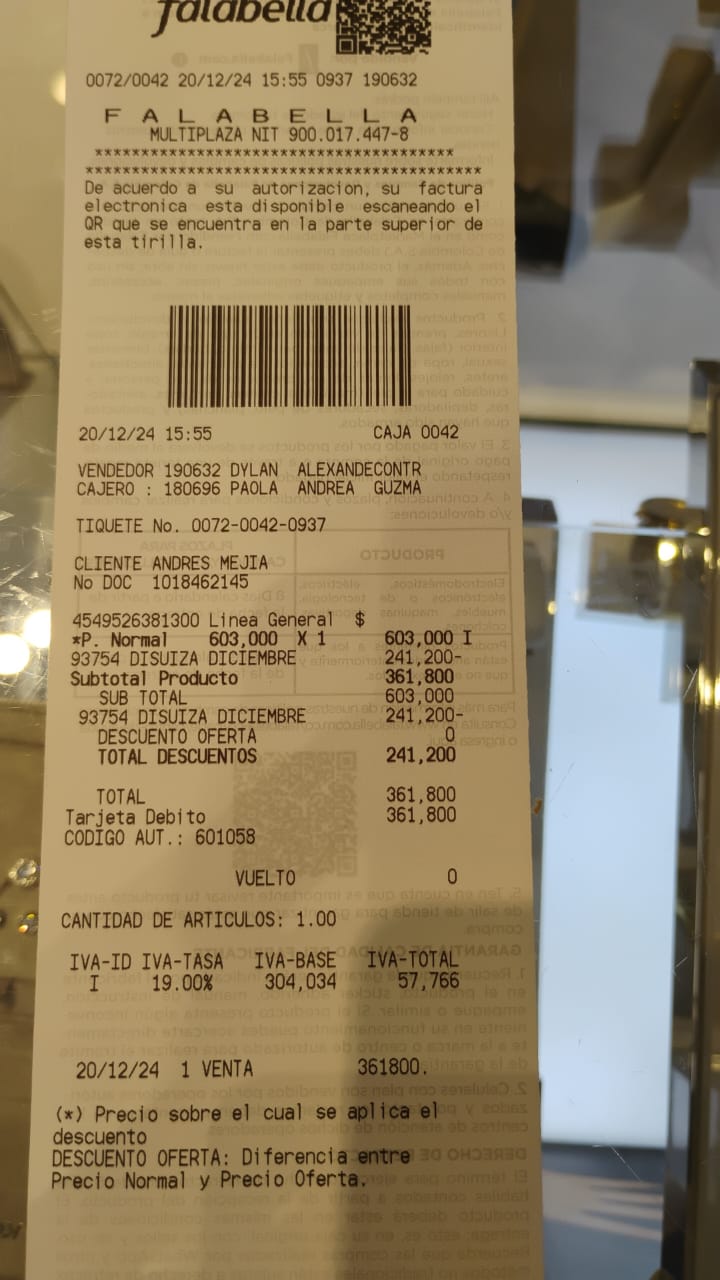 falabella
0072/0042 20/12/24 15:55 0937 190632
F A L A B E L L A
MULTIPLAZA NIT 900.017.447-8
***************************************
*******************************************
De acuerdo a su autorizacion, su factura
electronica esta disponible escaneando el
QR que se encuentra en la parte superior de
esta tirilla.
20/12/24 15:55 CAJA 0042
VENDEDOR 190632 DYLAN ALEXANDECONTR
CAJERO : 180696 PAOLA ANDREA GUZMA
TIQUETE No. 0072-0042-0937
CLIENTE ANDRES MEJIA
No DOC 1018462145
4549526381300 Linea General $
*P. Normal 603,000 X 1 603,000 I
93754 DISUIZA DICIEMBRE 241,200-
Subtotal Producto 361,800
SUB TOTAL 603,000
93754 DISUIZA DICIEMBRE 241,200-
DESCUENTO OFERTA 0
TOTAL DESCUENTOS 241,200
TOTAL 361,800
Tarjeta Debito 361,800
CODIGO AUT.: 601058
VUELTO 0
CANTIDAD DE ARTICULOS: 1.00
IVA-ID IVA-TASA IVA-BASE IVA-TOTAL
I 19.00% 304,034 57,766
20/12/24 1 VENTA 361800.
(*) Precio sobre el cual se aplica el
descuento
DESCUENTO OFERTA: Diferencia entre
Precio Normal y Precio Oferta.